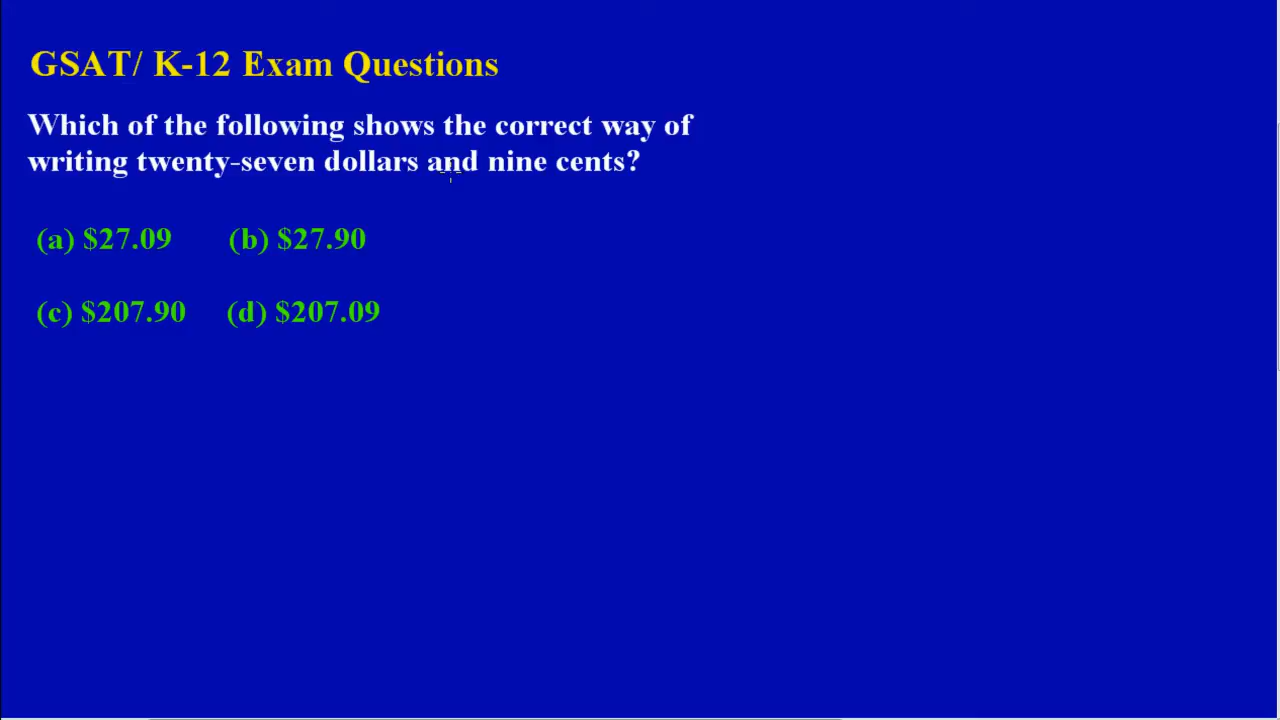 GSAT/ K-12 Exam Questions
Which of the following shows the correct way of
writing twenty-seven dollars and nine cents?
(a) $27.09 (b) $27.90
(c) $207.90 (d) $207.09